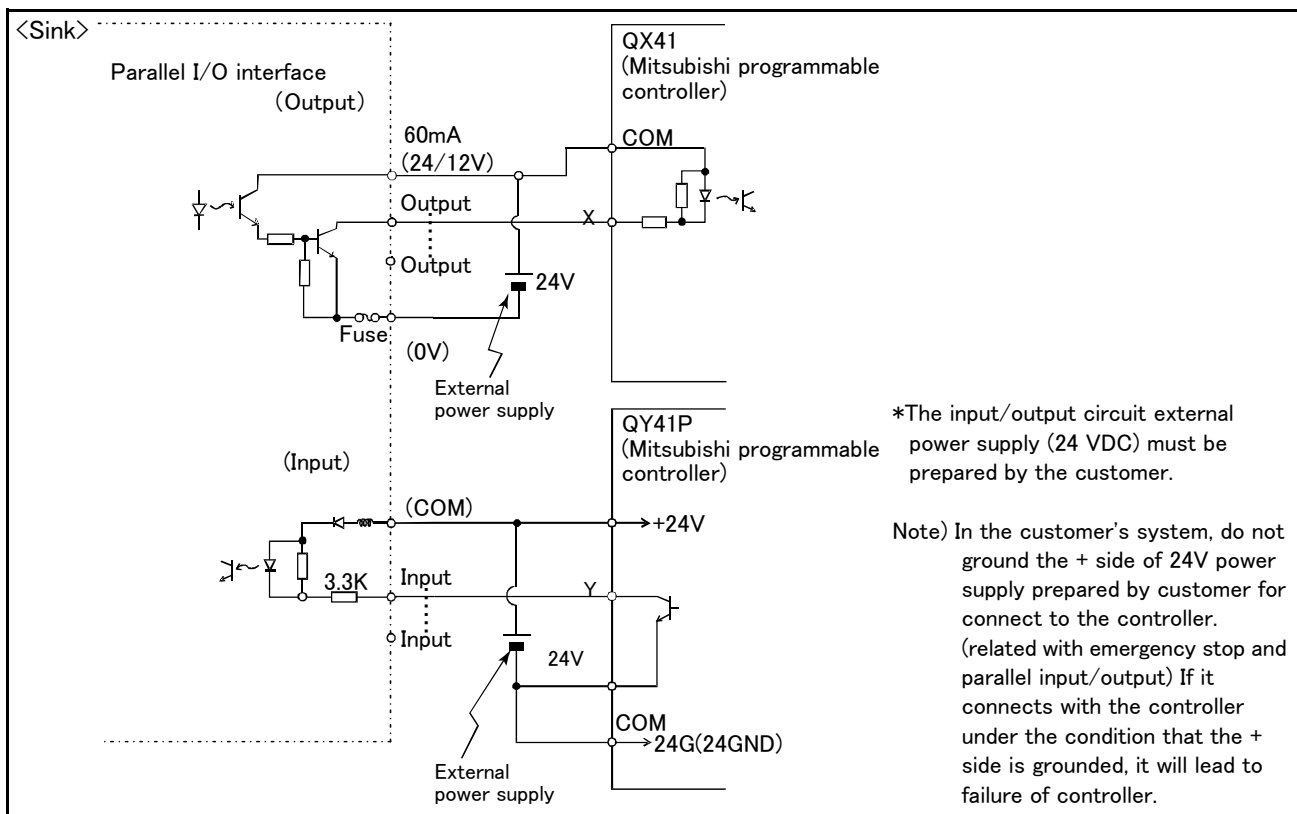 <Sink>
Parallel I/O interface
(Output)
QX41
(Mitsubishi programmable
controller)
60mA
(24/12V)
COM
Output
X
Output
24V
Fuse
(0V)
External
power supply
QY41P
(Mitsubishi programmable
controller)
(Input)
(COM)
+24V
3.3K
Input
Y
Input
24V
COM
24G(24GND)
External
power supply
*The input/output circuit external
power supply (24 VDC) must be
prepared by the customer.
Note) In the customer's system, do not
ground the + side of 24V power
supply prepared by customer for
connect to the controller.
(related with emergency stop and
parallel input/output) If it
connects with the controller
under the condition that the +
side is grounded, it will lead to
failure of controller.